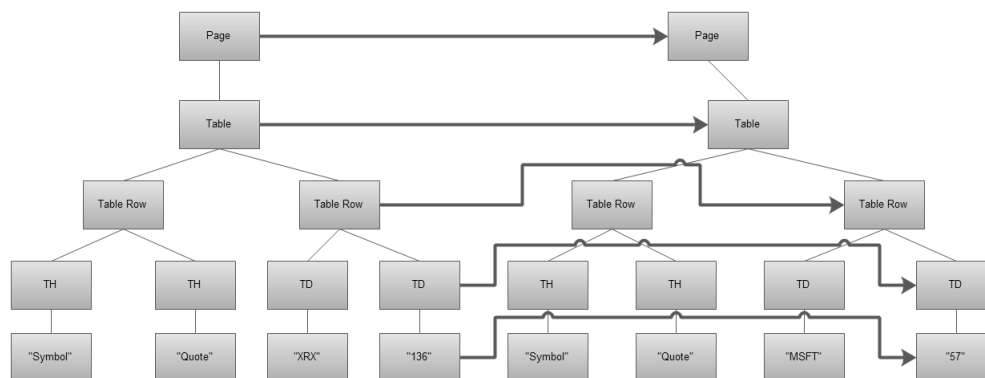 Page
Page
Table
Table
Table Row
Table Row
Table Row
Table Row
TH
TH
TD
TD
TH
TH
TD
TD
"Symbol"
"Quote"
"XRX"
"136"
"Symbol"
"Quote"
"MSFT"
"57"